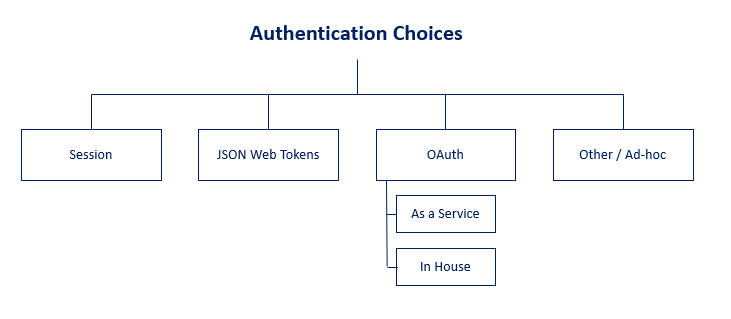 Authentication Choices
Session
JSON Web Tokens
OAuth
Other / Ad-hoc
As a Service
In House